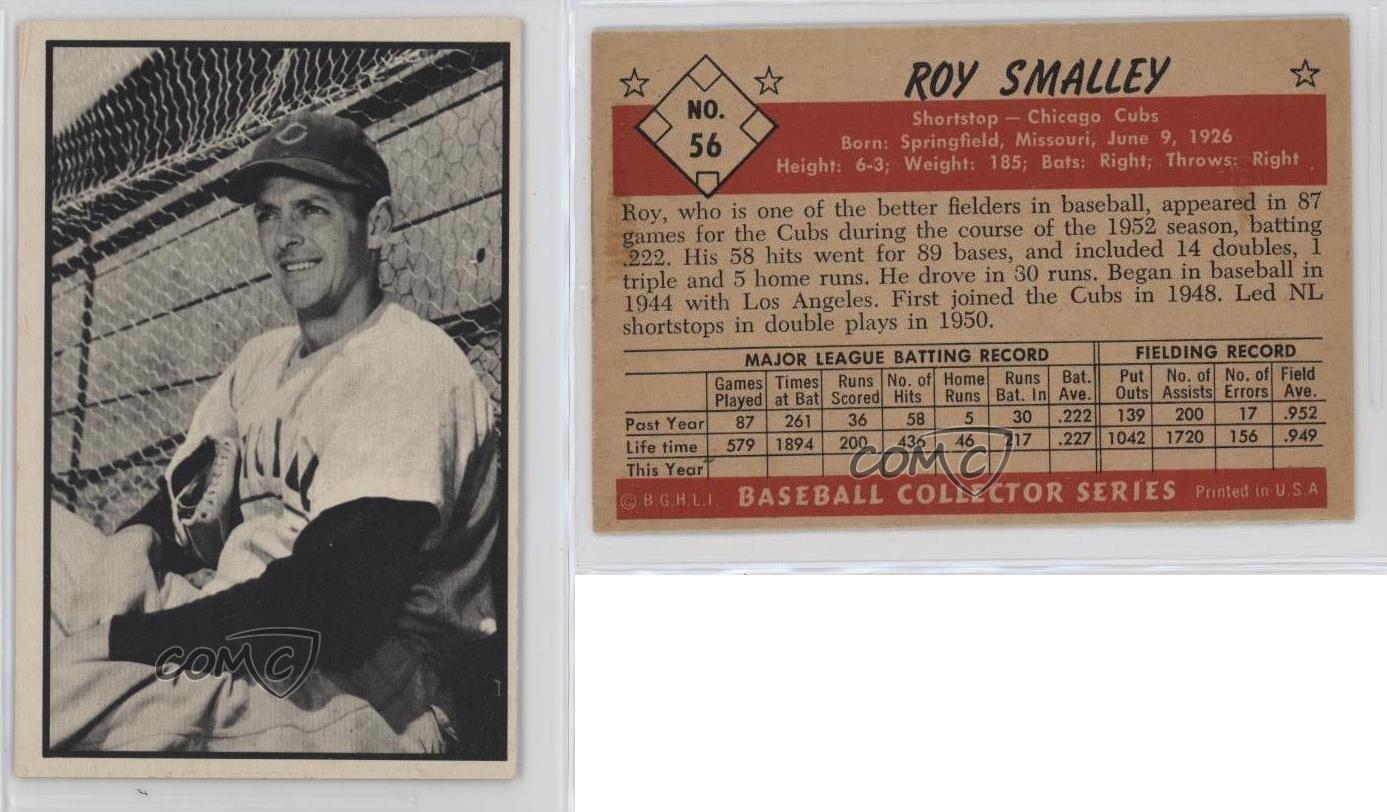 C
COMC
NO.
56
ROY SMALLEY
Shortstop — Chicago Cubs
Born: Springfield, Missouri, June 9, 1926
Height: 6-3; Weight: 185; Bats: Right; Throws: Right
Roy, who is one of the better fielders in baseball, appeared in 87
games for the Cubs during the course of the 1952 season, batting
.222. His 58 hits went for 89 bases, and included 14 doubles, 1
triple and 5 home runs. He drove in 30 runs. Began in baseball in
1944 with Los Angeles. First joined the Cubs in 1948. Led NL
shortstops in double plays in 1950.
MAJOR LEAGUE BATTING RECORD FIELDING RECORD
Games Times Runs No. of Home Runs Bat. Put No. of No. of Field
Played at Bat Scored Hits Runs Bat. In Ave. Outs Assists Errors Ave.
Past Year 87 261 36 58 5 30 .222 139 200 17 .952
Life time 579 1894 200 436 46 217 .227 1042 1720 156 .949
This Year
COMC
© B.G.H.L.I. BASEBALL COLLECTOR SERIES Printed in U.S.A